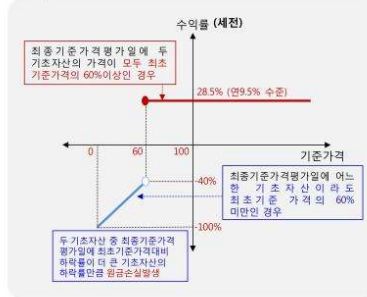 수익률 (세전)
최종기준가격평가일에 두
기초자산의 가격이 모두 최초
기준가격의 60%이상인 경우
28.5% (연9.5% 수준)
0 60 100
기준가격
-40%
최종기준가격평가일에 어느
한 기초자산이라도
최초기준 가격의 60%
미만인 경우
-100%
두 기초자산 중 최종기준가격
평가일에 최초기준가격대비
하락률이 더 큰 기초자산의
하락률만큼 원금손실발생